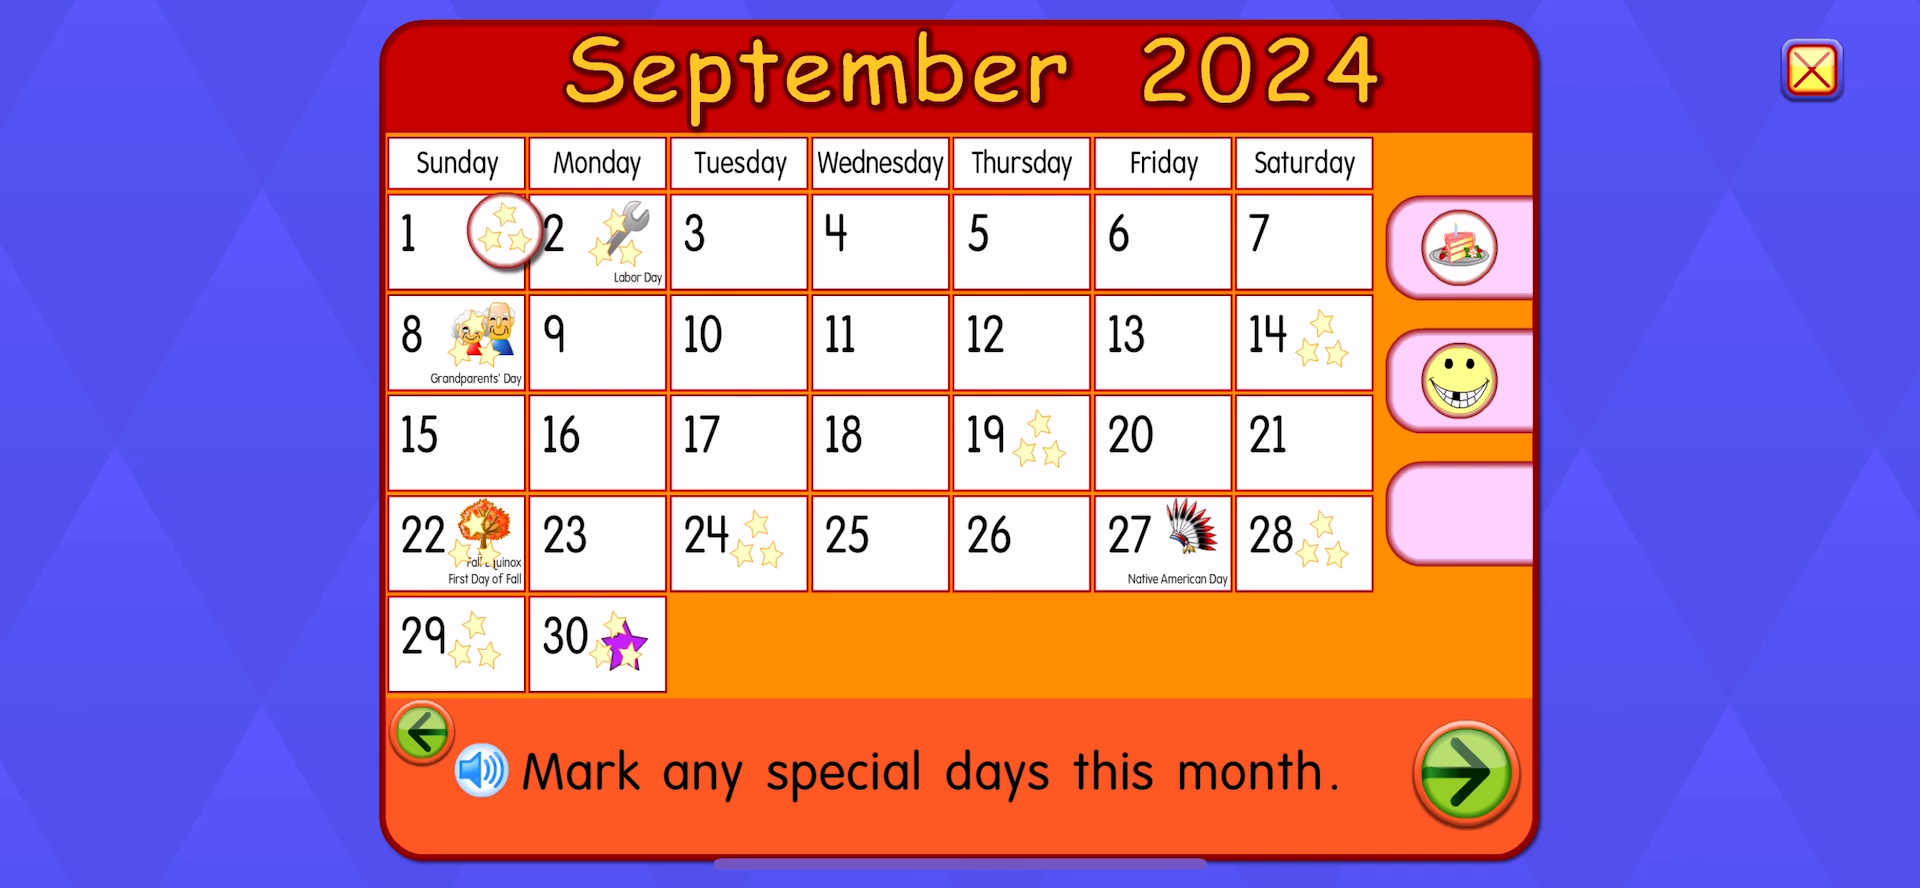 September 2024
Sunday Monday Tuesday Wednesday Thursday Friday Saturday
1 2 3 4 5 6 7
Labor Day
8 9 10 11 12 13 14
Grandparents' Day
15 16 17 18 19 20 21
22 23 24 25 26 27 28
Fall Equinox
First Day of Fall
Native American Day
29 30
Mark any special days this month.